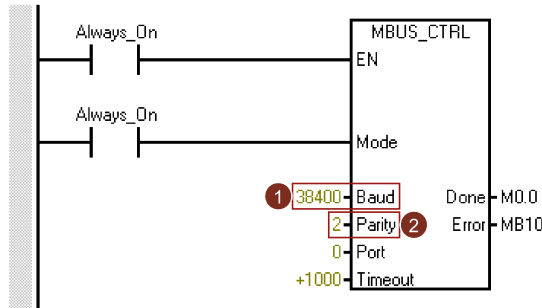 Always_On
MBUS_CTRL
EN
Always_On
Mode
1 38400 Baud Done M0.0
2 Parity 2 Error MB10
0 Port
+1000 Timeout